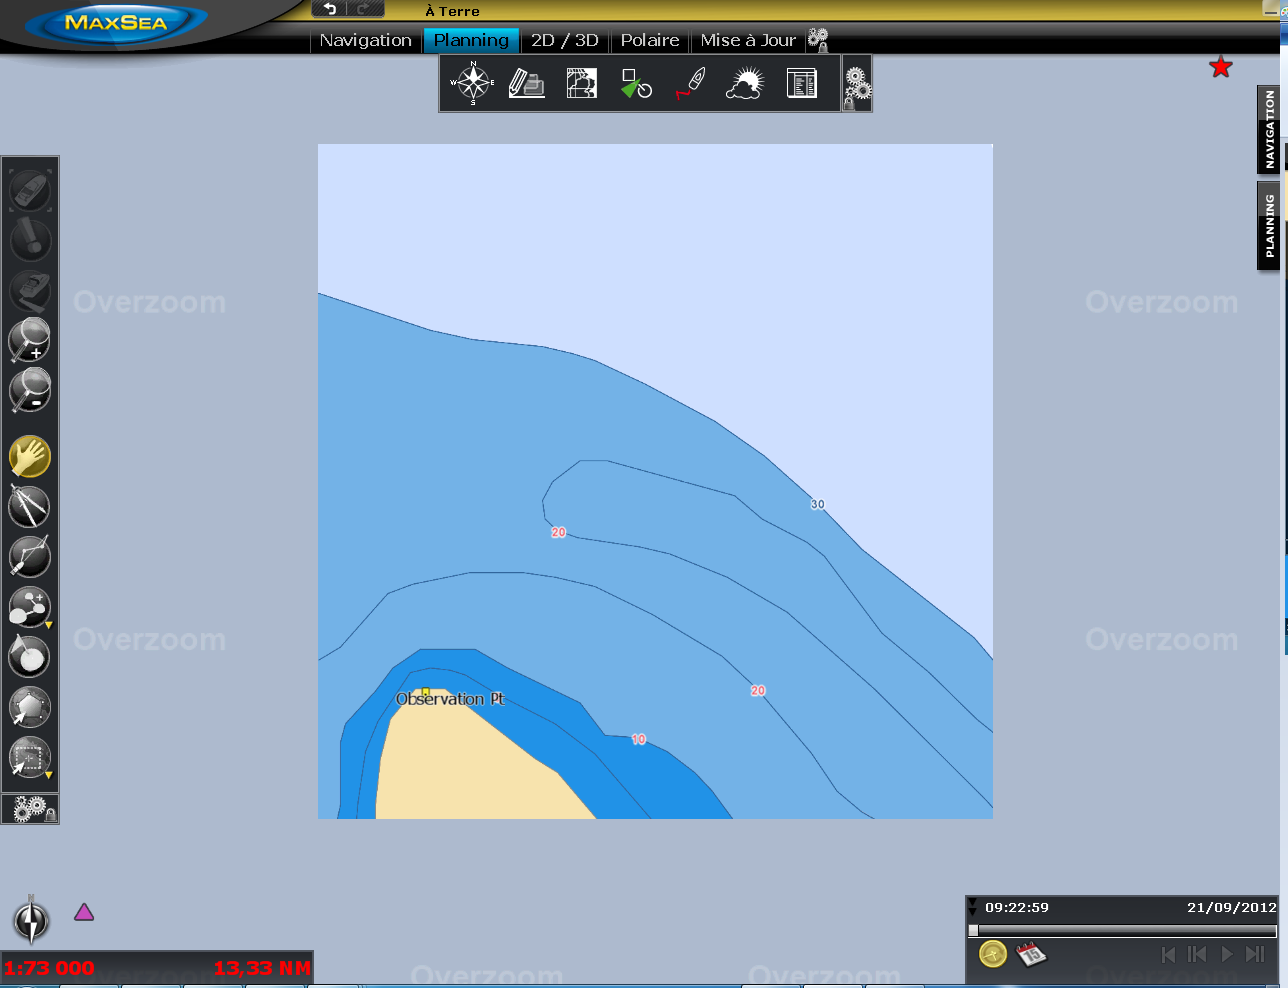 MAXSEA
À Terre
Navigation
Planning
2D / 3D
Polaire
Mise à Jour
N
W E
S
NAVIGATION
PLANNING
Overzoom
Overzoom
30
20
Overzoom
Overzoom
20
Observation Pt
10
N
09:22:59
21/09/2012
15
1:73 000
13,33 NM
Overzoom
Overzoom
Overzoom